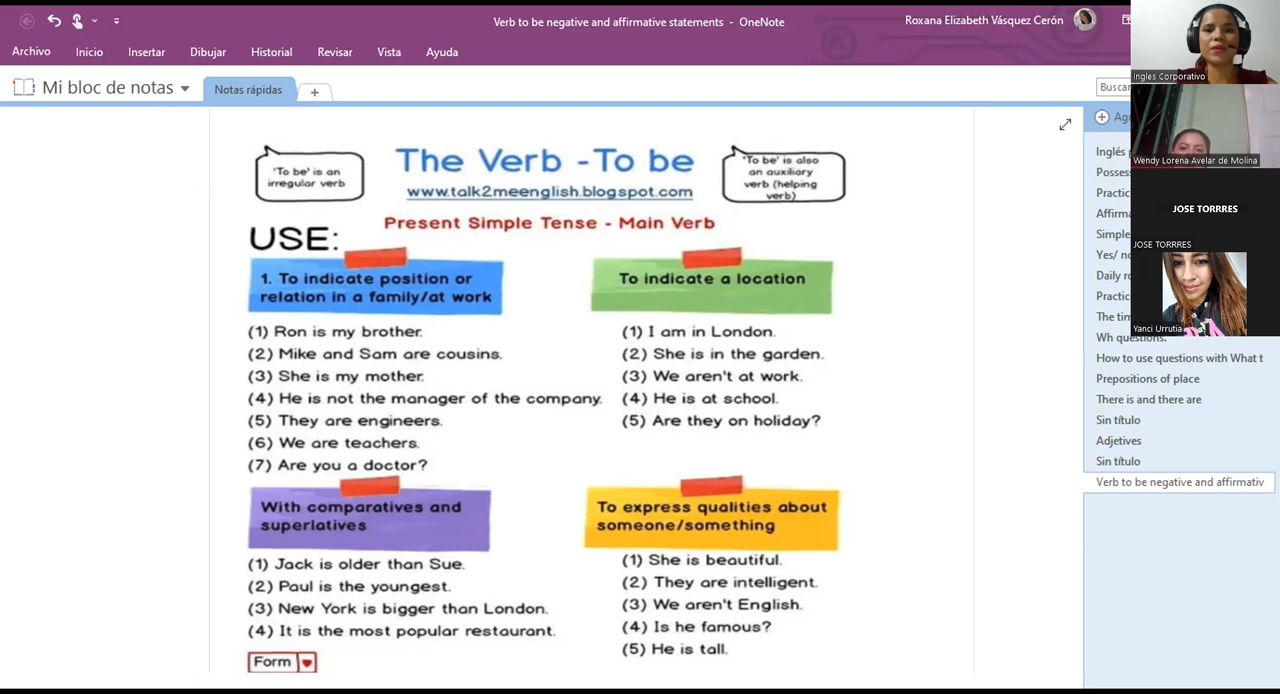 Verb to be negative and affirmative statements - OneNote
Roxana Elizabeth Vásquez Cerón
Archivo
Inicio
Insertar
Dibujar
Historial
Revisar
Vista
Ayuda
Mi bloc de notas
Notas rápidas
+
Buscar
'To be' is an
irregular verb
The Verb -To be
www.talk2meenglish.blogspot.com
'To be' is also
an auxiliary
verb (helping
verb)
Present Simple Tense - Main Verb
USE:
1. To indicate position or
relation in a family/at work
(1) Ron is my brother.
(2) Mike and Sam are cousins.
(3) She is my mother.
(4) He is not the manager of the company.
(5) They are engineers.
(6) We are teachers.
(7) Are you a doctor?
To indicate a location
(1) I am in London.
(2) She is in the garden.
(3) We aren't at work.
(4) He is at school.
(5) Are they on holiday?
With comparatives and
superlatives
(1) Jack is older than Sue.
(2) Paul is the youngest.
(3) New York is bigger than London.
(4) It is the most popular restaurant.
To express qualities about
someone/something
(1) She is beautiful.
(2) They are intelligent.
(3) We aren't English.
(4) Is he famous?
(5) He is tall.
Form
Ingles Corporativo
Wendy Lorena Avelar de Molina
JOSE TORRRES
JOSE TORRRES
Yanci Urrutia
Ag
Inglés
Posses
Practic
Affirma
Simple
Yes/ no
Daily ro
Practic
The tim
Wh questions.
How to use questions with What t
Prepositions of place
There is and there are
Sin título
Adjetives
Sin título
Verb to be negative and affirmativ